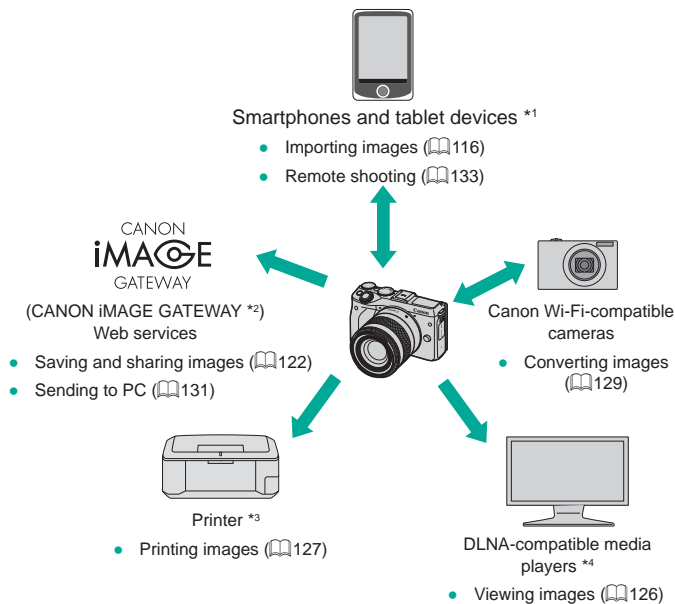 Smartphones and tablet devices *1
• Importing images (116)
• Remote shooting (133)
CANON
iMAGE
GATEWAY
(CANON iMAGE GATEWAY *2)
Web services
• Saving and sharing images (122)
• Sending to PC (131)
Canon
Canon Wi-Fi-compatible
cameras
• Converting images
(129)
Printer *3
• Printing images (127)
DLNA-compatible media
players *4
• Viewing images (126)